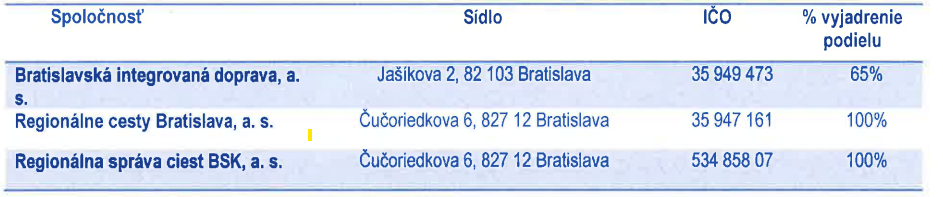 Spoločnosť Sídlo IČO % vyjadrenie
podielu
Bratislavská integrovaná doprava, a. Jašíkova 2, 82 103 Bratislava 35 949 473 65%
s.
Regionálne cesty Bratislava, a. s. Čučoriedkova 6, 827 12 Bratislava 35 947 161 100%
Regionálna správa ciest BSK, a. s. Čučoriedkova 6, 827 12 Bratislava 534 858 07 100%